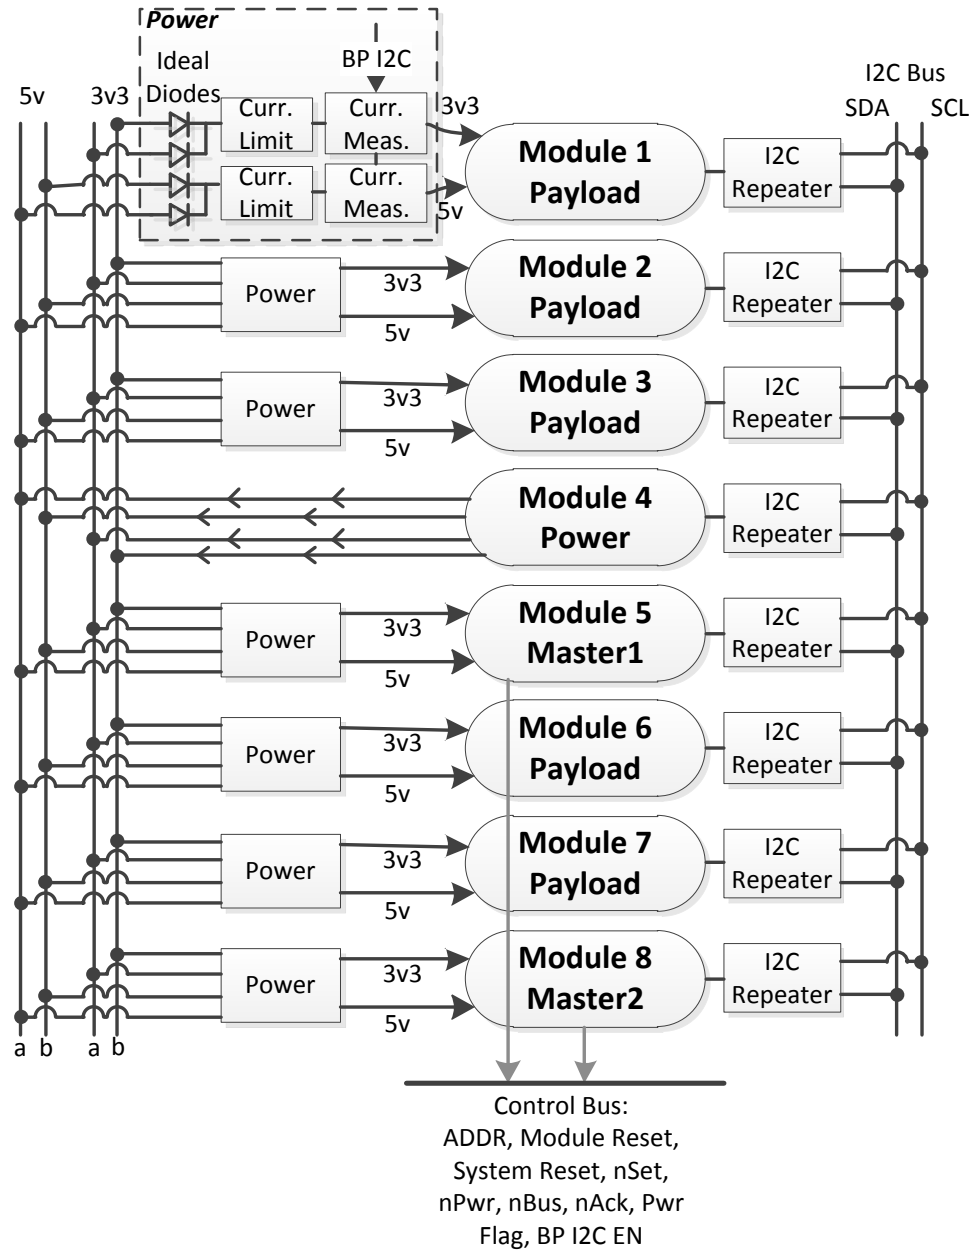 Power
Ideal
Diodes
BP I2C
5v
3v3
I2C Bus
SDA
SCL
Curr.
Limit
Curr.
Meas.
3v3
Curr.
Limit
Curr.
Meas.
5v
Module 1
Payload
I2C
Repeater
Power
3v3
5v
Module 2
Payload
I2C
Repeater
Power
3v3
5v
Module 3
Payload
I2C
Repeater
Module 4
Power
I2C
Repeater
Power
3v3
5v
Module 5
Master1
I2C
Repeater
Power
3v3
5v
Module 6
Payload
I2C
Repeater
Power
3v3
5v
Module 7
Payload
I2C
Repeater
Power
3v3
5v
Module 8
Master2
I2C
Repeater
a b a b
Control Bus:
ADDR, Module Reset,
System Reset, nSet,
nPwr, nBus, nAck, Pwr
Flag, BP I2C EN